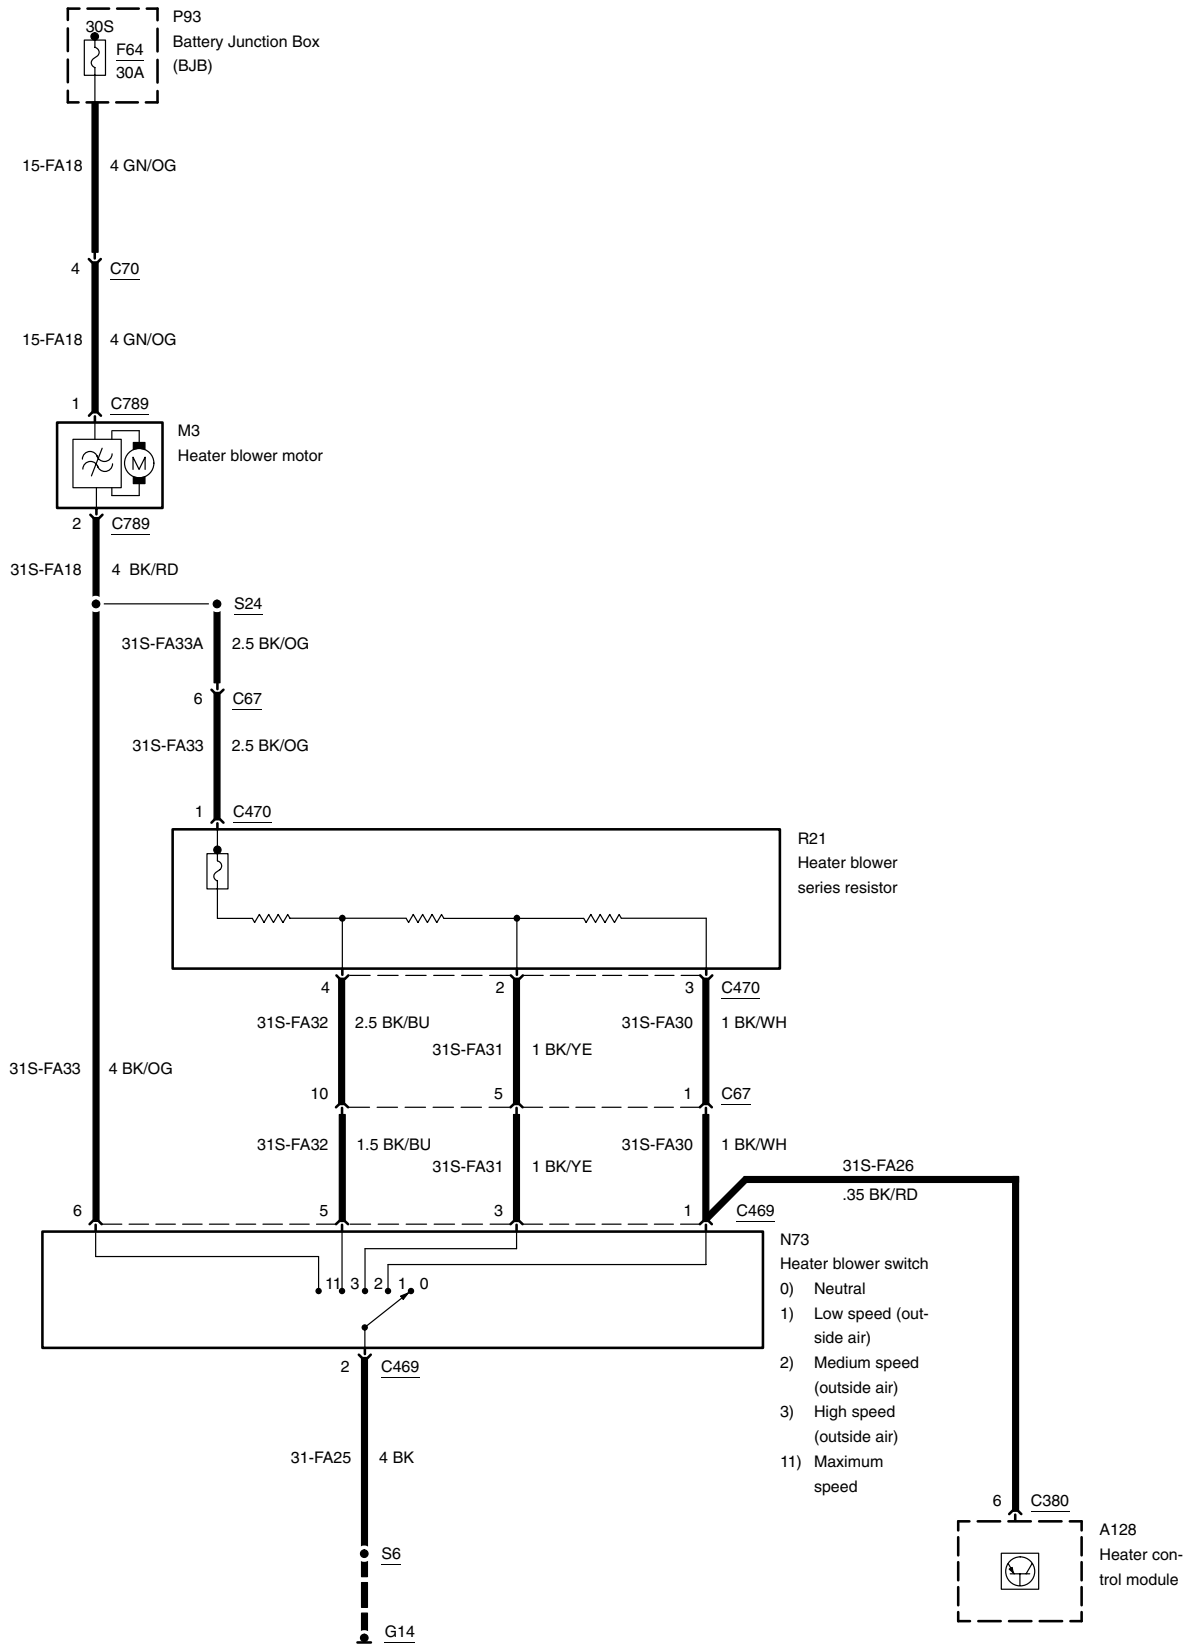 30S
F64
30A
P93
Battery Junction Box
(BJB)
15-FA18 4 GN/OG
4 C70
15-FA18 4 GN/OG
1 C789
M
M3
Heater blower motor
2 C789
31S-FA18 4 BK/RD
S24
31S-FA33A 2.5 BK/OG
6 C67
31S-FA33 2.5 BK/OG
1 C470
R21
Heater blower
series resistor
4 2 3 C470
31S-FA32 2.5 BK/BU 31S-FA30 1 BK/WH
31S-FA31 1 BK/YE
31S-FA33 4 BK/OG
10 5 1 C67
31S-FA32 1.5 BK/BU 31S-FA30 1 BK/WH
31S-FA31 1 BK/YE
31S-FA26
.35 BK/RD
6 5 3 1 C469
N73
Heater blower switch
0) Neutral
1) Low speed (out-
side air)
2) Medium speed
(outside air)
3) High speed
(outside air)
11) Maximum
speed
11 3 2 1 0
2 C469
31-FA25 4 BK
S6
G14
6 C380
A128
Heater con-
trol module